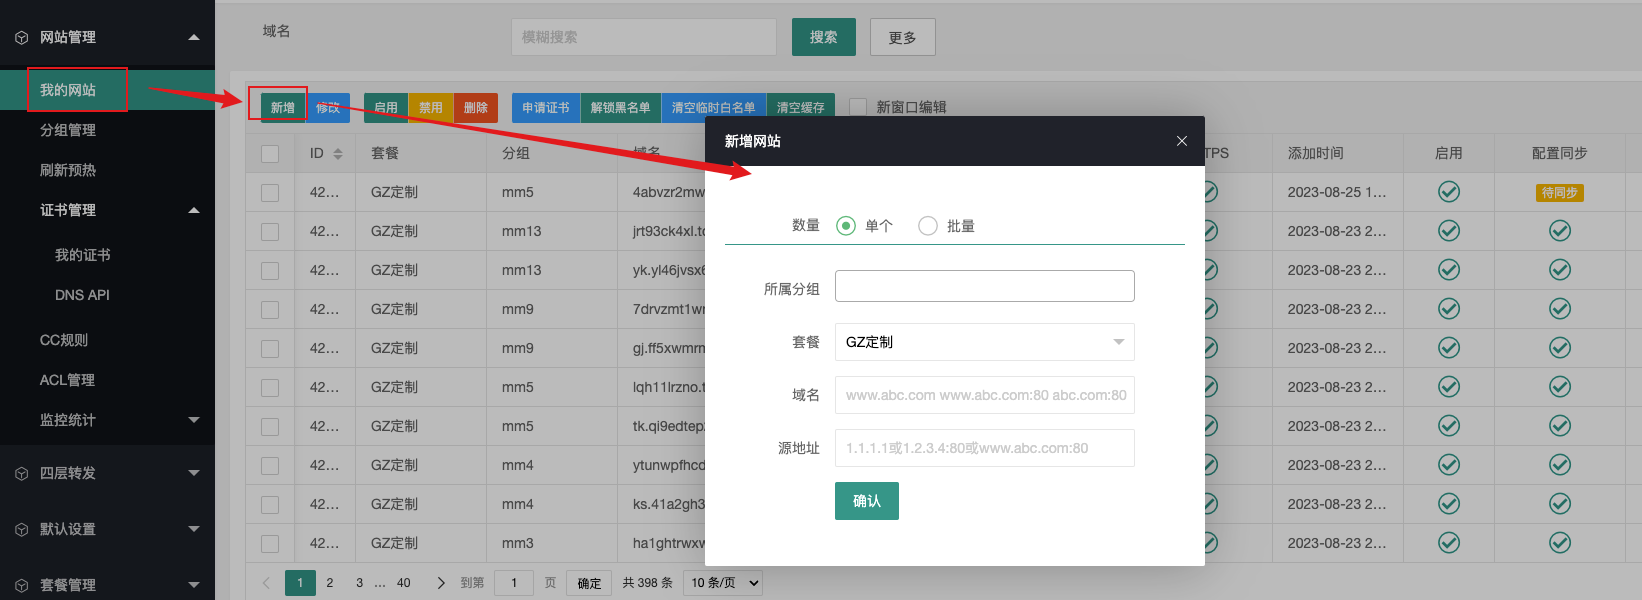 网站管理
我的网站
分组管理
刷新预热
证书管理
我的证书
DNS API
CC规则
ACL管理
监控统计
四层转发
默认设置
套餐管理
域名 模糊搜索 搜索 更多
新增 修改 启用 禁用 删除 申请证书 解锁黑名单 清空临时白名单 清空缓存 新窗口编辑
ID 套餐 分组 域名 TPS 添加时间 启用 配置同步
42... GZ定制 mm5 4abvzr2mw 2023-08-25 1... 待同步
42... GZ定制 mm13 jrt93ck4xl.to 2023-08-23 2...
42... GZ定制 mm13 yk.yl46jvsx6 2023-08-23 2...
42... GZ定制 mm9 7drvzmt1wr 2023-08-23 2...
42... GZ定制 mm9 gj.ff5xwmrn 2023-08-23 2...
42... GZ定制 mm5 lqh11lrzno.t 2023-08-23 2...
42... GZ定制 mm5 tk.qi9edtep 2023-08-23 2...
42... GZ定制 mm4 ytunwpfhcd 2023-08-23 2...
42... GZ定制 mm4 ks.41a2gh3 2023-08-23 2...
42... GZ定制 mm3 ha1ghtrwxw 2023-08-23 2...
1 2 3 ... 40 到第 1 页 确定 共 398 条 10 条/页
新增网站
数量 单个 批量
所属分组
套餐 GZ定制
域名 www.abc.com www.abc.com:80 abc.com:80
源地址 1.1.1.1或1.2.3.4:80或www.abc.com:80
确认